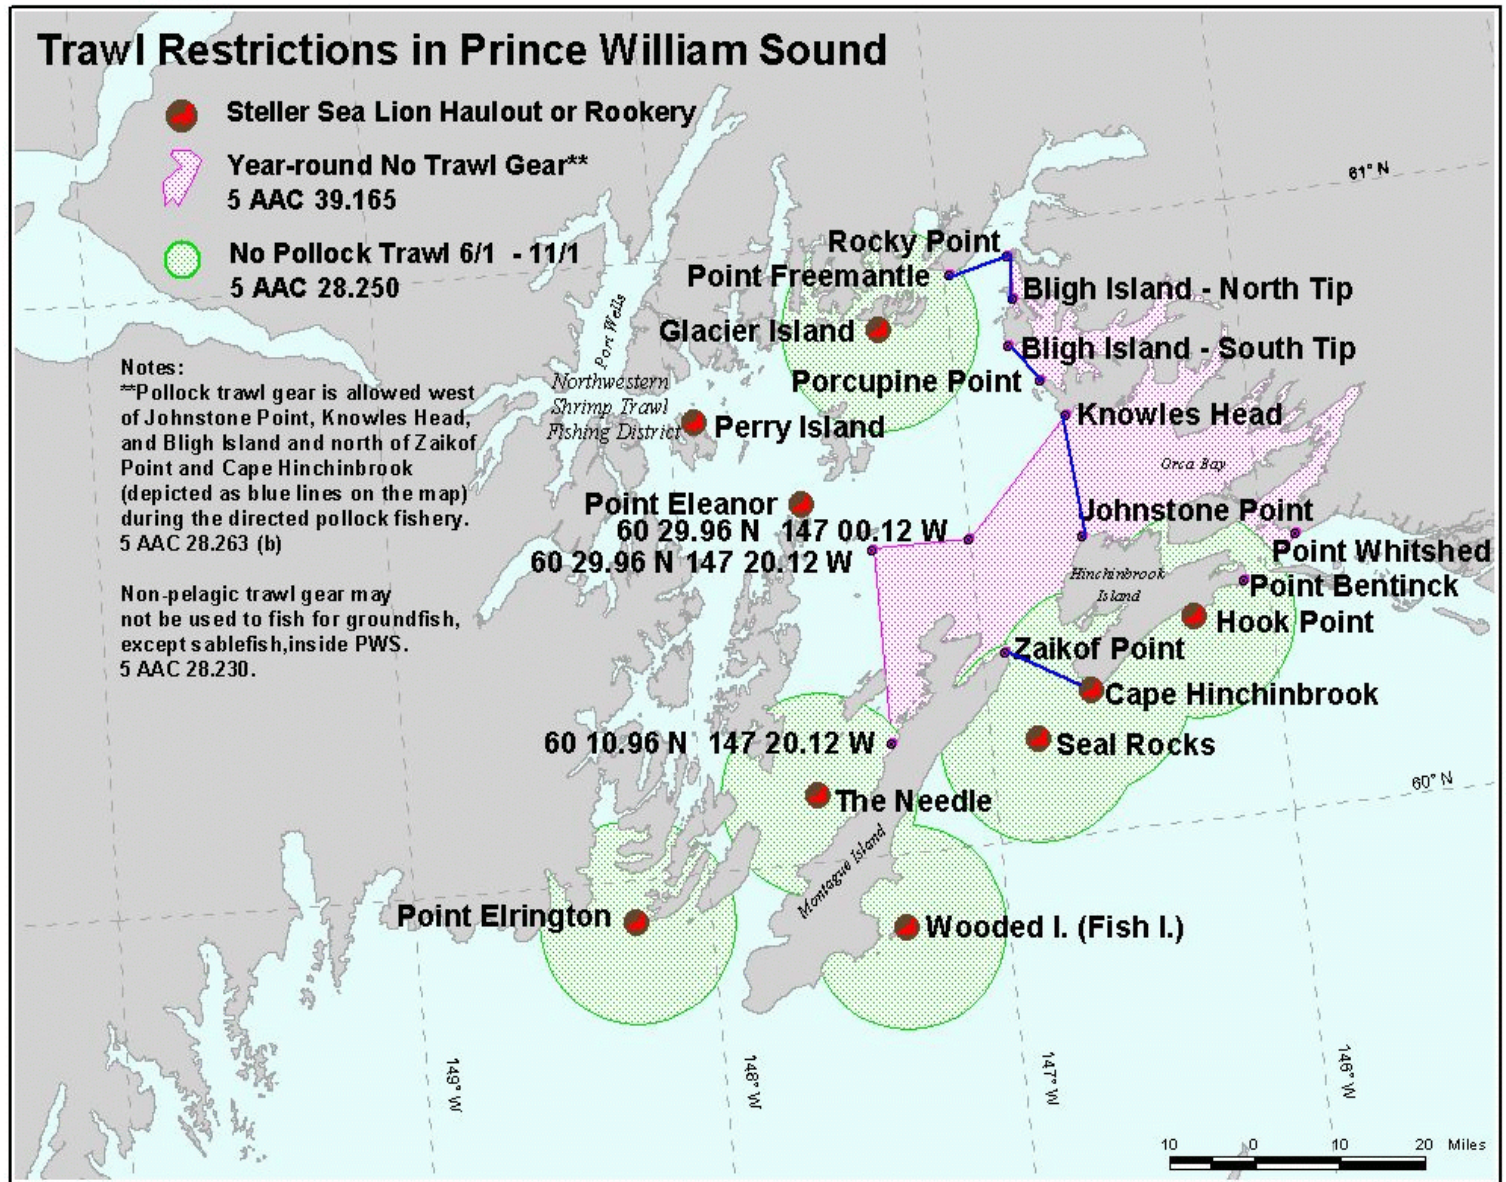 Trawl Restrictions in Prince William Sound
Steller Sea Lion Haulout or Rookery
Year-round No Trawl Gear**
5 AAC 39.165
No Pollock Trawl 6/1 - 11/1
5 AAC 28.250
Notes:
**Pollock trawl gear is allowed west
of Johnstone Point, Knowles Head,
and Bligh Island and north of Zaikof
Point and Cape Hinchinbrook
(depicted as blue lines on the map)
during the directed pollock fishery.
5 AAC 28.263 (b)
Non-pelagic trawl gear may
not be used to fish for groundfish,
except sablefish,inside PWS.
5 AAC 28.230.
61° N
Rocky Point
Point Freemantle
Bligh Island - North Tip
Port Wells
Glacier Island
Bligh Island - South Tip
Northwestern
Shrimp Trawl
Fishing District
Porcupine Point
Perry Island
Knowles Head
Orca Bay
Point Eleanor
Johnstone Point
60 29.96 N 147 00.12 W
60 29.96 N 147 20.12 W
Point Whitshed
Hinchinbrook
Island
Point Bentinck
Hook Point
Zaikof Point
Cape Hinchinbrook
60 10.96 N 147 20.12 W
Seal Rocks
60° N
The Needle
Montague Island
Point Elrington
Wooded I. (Fish I.)
149° W
148° W
147° W
146° W
10 0 10 20 Miles